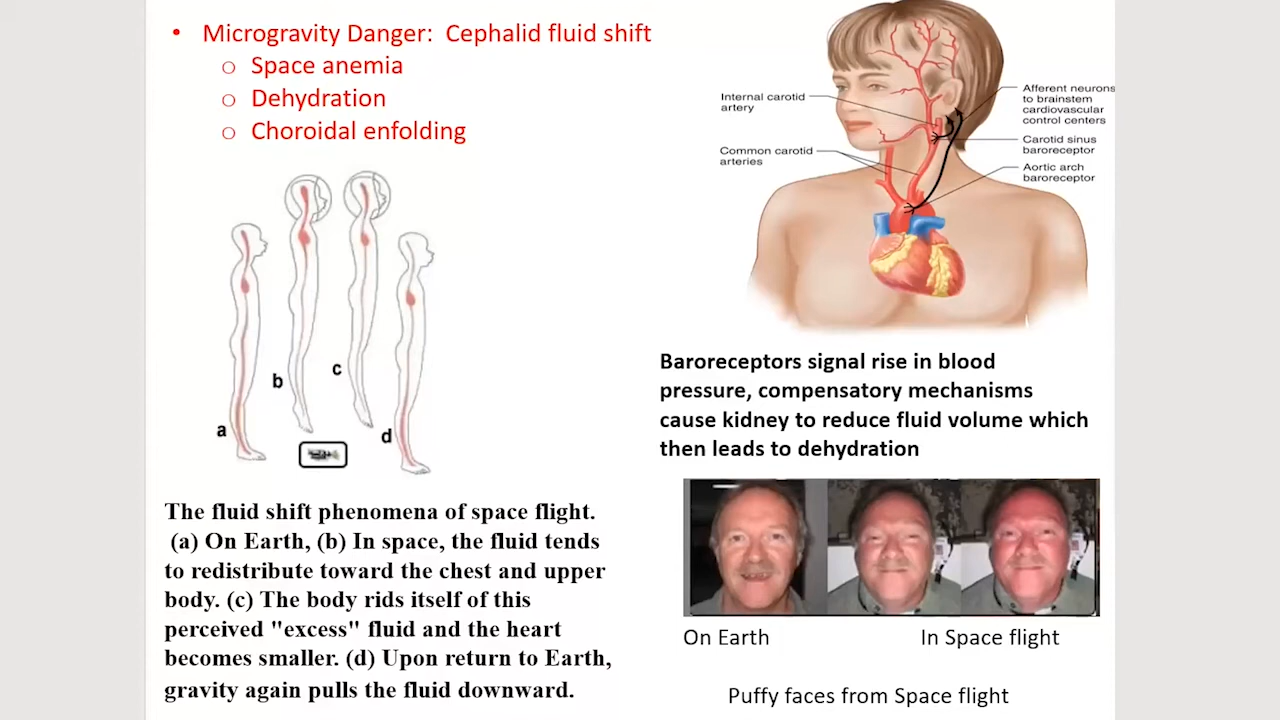 • Microgravity Danger: Cephalid fluid shift
o Space anemia
o Dehydration
o Choroidal enfolding
a
b
c
d
The fluid shift phenomena of space flight.
(a) On Earth, (b) In space, the fluid tends
to redistribute toward the chest and upper
body. (c) The body rids itself of this
perceived "excess" fluid and the heart
becomes smaller. (d) Upon return to Earth,
gravity again pulls the fluid downward.
Internal carotid
artery
Common carotid
arteries
Afferent neurons
to brainstem
cardiovascular
control centers
Carotid sinus
baroreceptor
Aortic arch
baroreceptor
Baroreceptors signal rise in blood
pressure, compensatory mechanisms
cause kidney to reduce fluid volume which
then leads to dehydration
On Earth
In Space flight
Puffy faces from Space flight